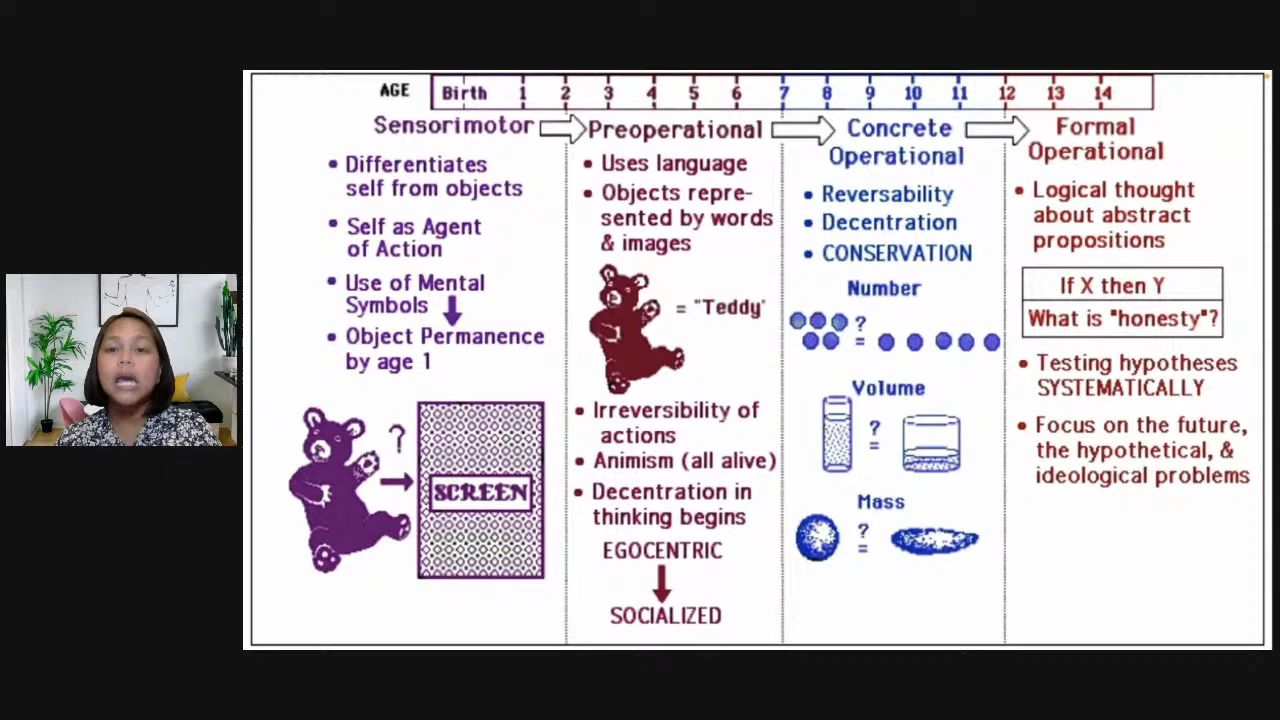 AGE Birth 1 2 3 4 5 6 7 8 9 10 11 12 13 14
Sensorimotor
Differentiates
self from objects
Self as Agent
of Action
Use of Mental
Symbols
Object Permanence
by age 1
?
SCREEN
Preoperational
Uses language
Objects repre-
sented by words
& images
= "Teddy"
Irreversibility of
actions
Animism (all alive)
Decentration in
thinking begins
EGOCENTRIC
SOCIALIZED
Concrete
Operational
Reversability
Decentration
CONSERVATION
Number
?
=
Volume
?
=
Mass
?
=
Formal
Operational
Logical thought
about abstract
propositions
If X then Y
What is "honesty"?
Testing hypotheses
SYSTEMATICALLY
Focus on the future,
the hypothetical, &
ideological problems